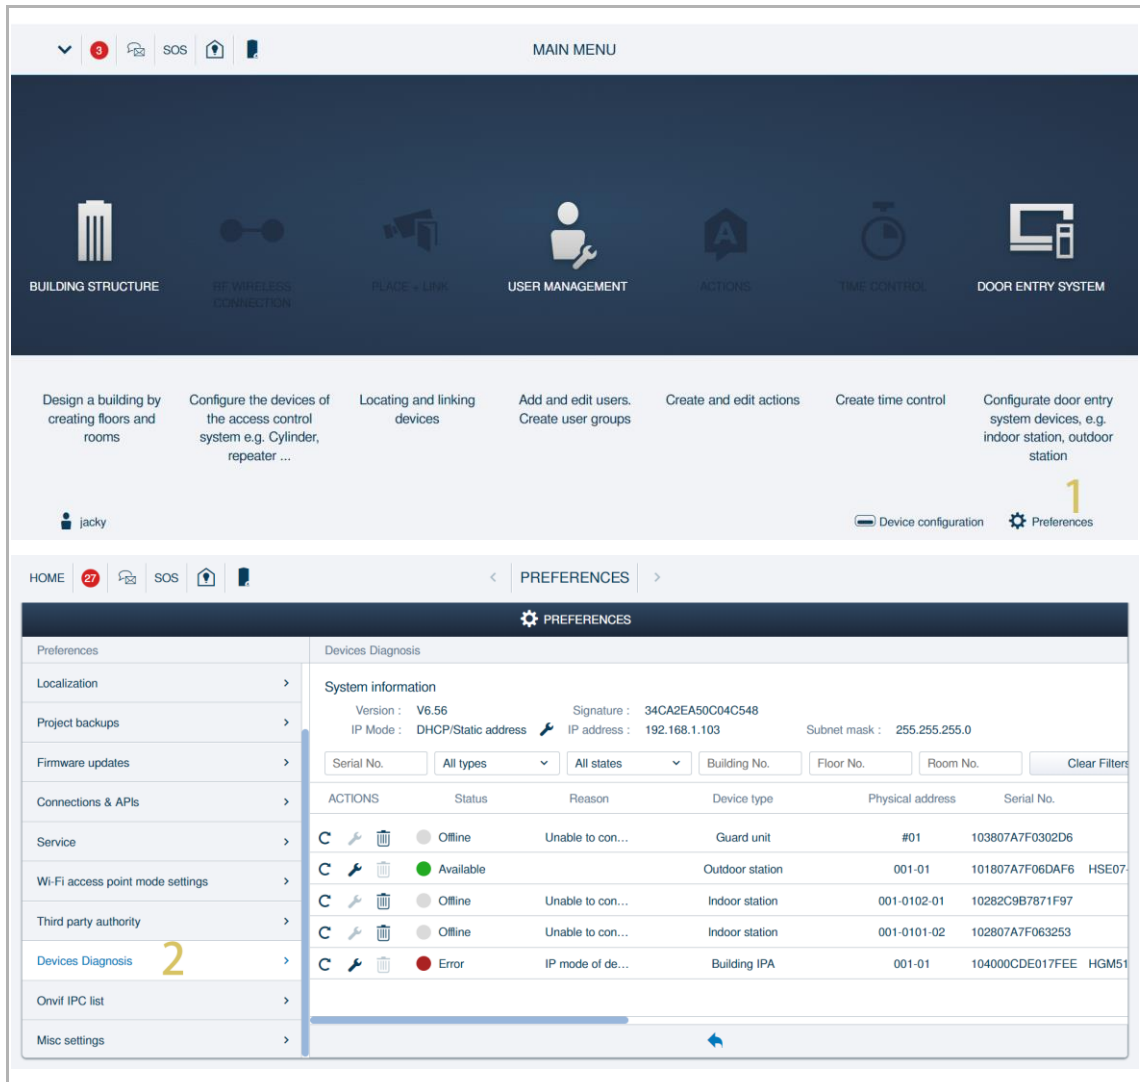 3 SOS MAIN MENU
BUILDING STRUCTURE RF WIRELESS PLACE + LINK USER MANAGEMENT ACTIONS TIME CONTROL DOOR ENTRY SYSTEM
CONNECTION
Design a building by Configure the devices of Locating and linking Add and edit users. Create and edit actions Create time control Configurate door entry
creating floors and the access control devices Create user groups system devices, e.g.
rooms system e.g. Cylinder, indoor station, outdoor
repeater ... station
1
jacky Device configuration Preferences
HOME 27 SOS < PREFERENCES >
PREFERENCES
Preferences Devices Diagnosis
Localization >
System information
Version : V6.56 Signature : 34CA2EA50C04C548
Project backups >
IP Mode : DHCP/Static address IP address : 192.168.1.103 Subnet mask : 255.255.255.0
Firmware updates > Serial No. All types All states Building No. Floor No. Room No. Clear Filters
Connections & APIs > ACTIONS Status Reason Device type Physical address Serial No.
Service > Offline Unable to con... Guard unit #01 103807A7F0302D6
Wi-Fi access point mode settings > Available Outdoor station 001-01 101807A7F06DAF6 HSE07-
Offline Unable to con... Indoor station 001-0102-01 10282C9B7871F97
Third party authority >
Offline Unable to con... Indoor station 001-0101-02 102807A7F063253
Devices Diagnosis 2 > Error IP mode of de... Building IPA 001-01 104000CDE017FEE HGM51
Onvif IPC list >
Misc settings >